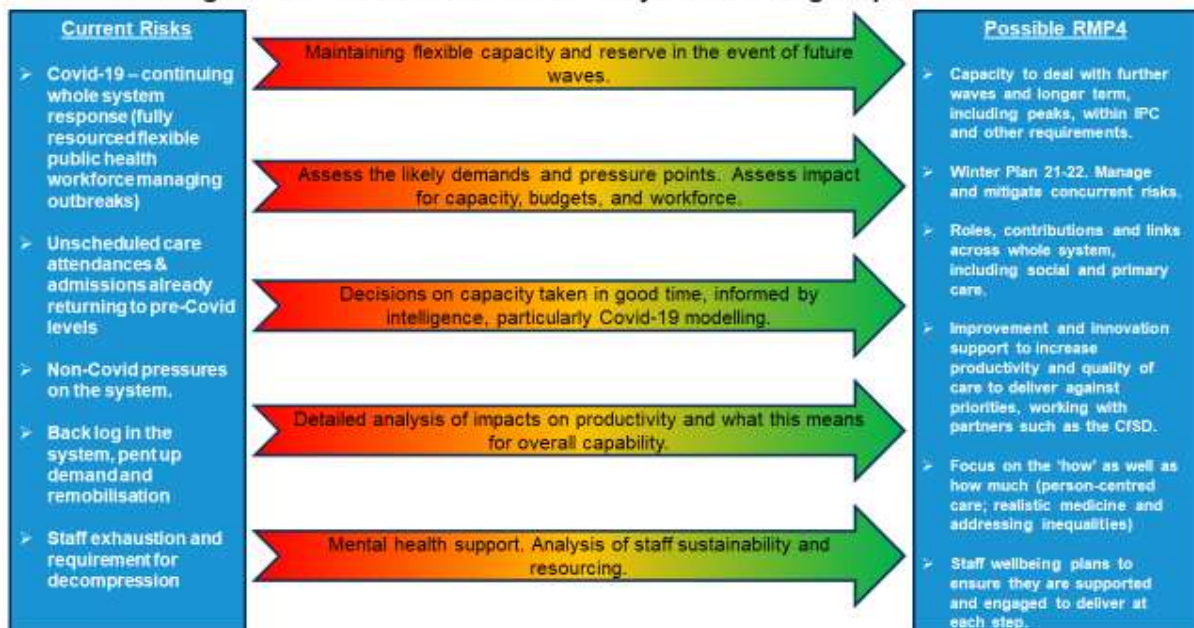 Current Risks
➢ Covid-19 – continuing
whole system
response (fully
resourced flexible
public health
workforce managing
outbreaks)
➢ Unscheduled care
attendances &
admissions already
returning to pre-Covid
levels
➢ Non-Covid pressures
on the system.
➢ Back log in the
system, pent up
demand and
remobilisation
➢ Staff exhaustion and
requirement for
decompression
Maintaining flexible capacity and reserve in the event of future
waves.
Assess the likely demands and pressure points. Assess impact
for capacity, budgets, and workforce.
Decisions on capacity taken in good time, informed by
intelligence, particularly Covid-19 modelling.
Detailed analysis of impacts on productivity and what this means
for overall capability.
Mental health support. Analysis of staff sustainability and
resourcing.
Possible RMP4
➢ Capacity to deal with further
waves and longer term,
including peaks, within IPC
and other requirements.
➢ Winter Plan 21-22. Manage
and mitigate concurrent risks.
➢ Roles, contributions and links
across whole system,
including social and primary
care.
➢ Improvement and innovation
support to increase
productivity and quality of
care to deliver against
priorities, working with
partners such as the CfSD.
➢ Focus on the ‘how’ as well as
how much (person-centred
care; realistic medicine and
addressing inequalities)
➢ Staff wellbeing plans to
ensure they are supported
and engaged to deliver at
each step.